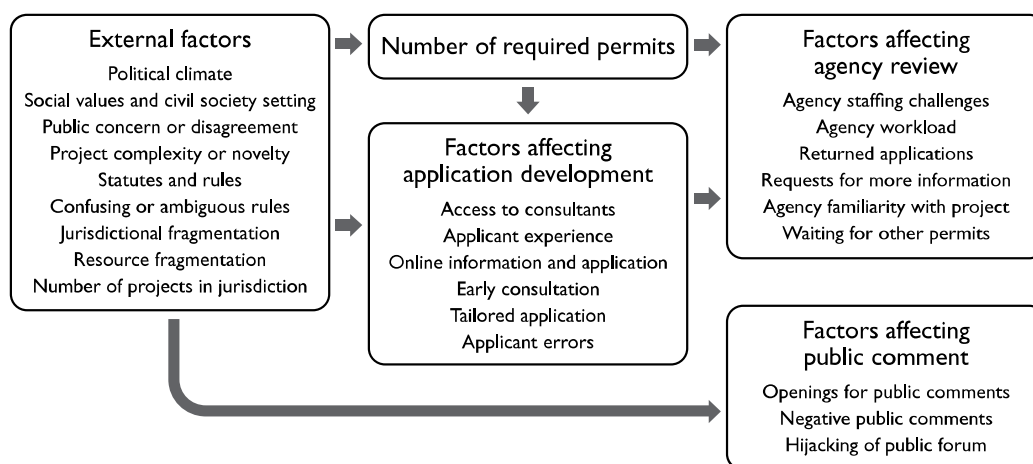 External factors
Political climate
Social values and civil society setting
Public concern or disagreement
Project complexity or novelty
Statutes and rules
Confusing or ambiguous rules
Jurisdictional fragmentation
Resource fragmentation
Number of projects in jurisdiction
Number of required permits
Factors affecting
application development
Access to consultants
Applicant experience
Online information and application
Early consultation
Tailored application
Applicant errors
Factors affecting
agency review
Agency staffing challenges
Agency workload
Returned applications
Requests for more information
Agency familiarity with project
Waiting for other permits
Factors affecting
public comment
Openings for public comments
Negative public comments
Hijacking of public forum